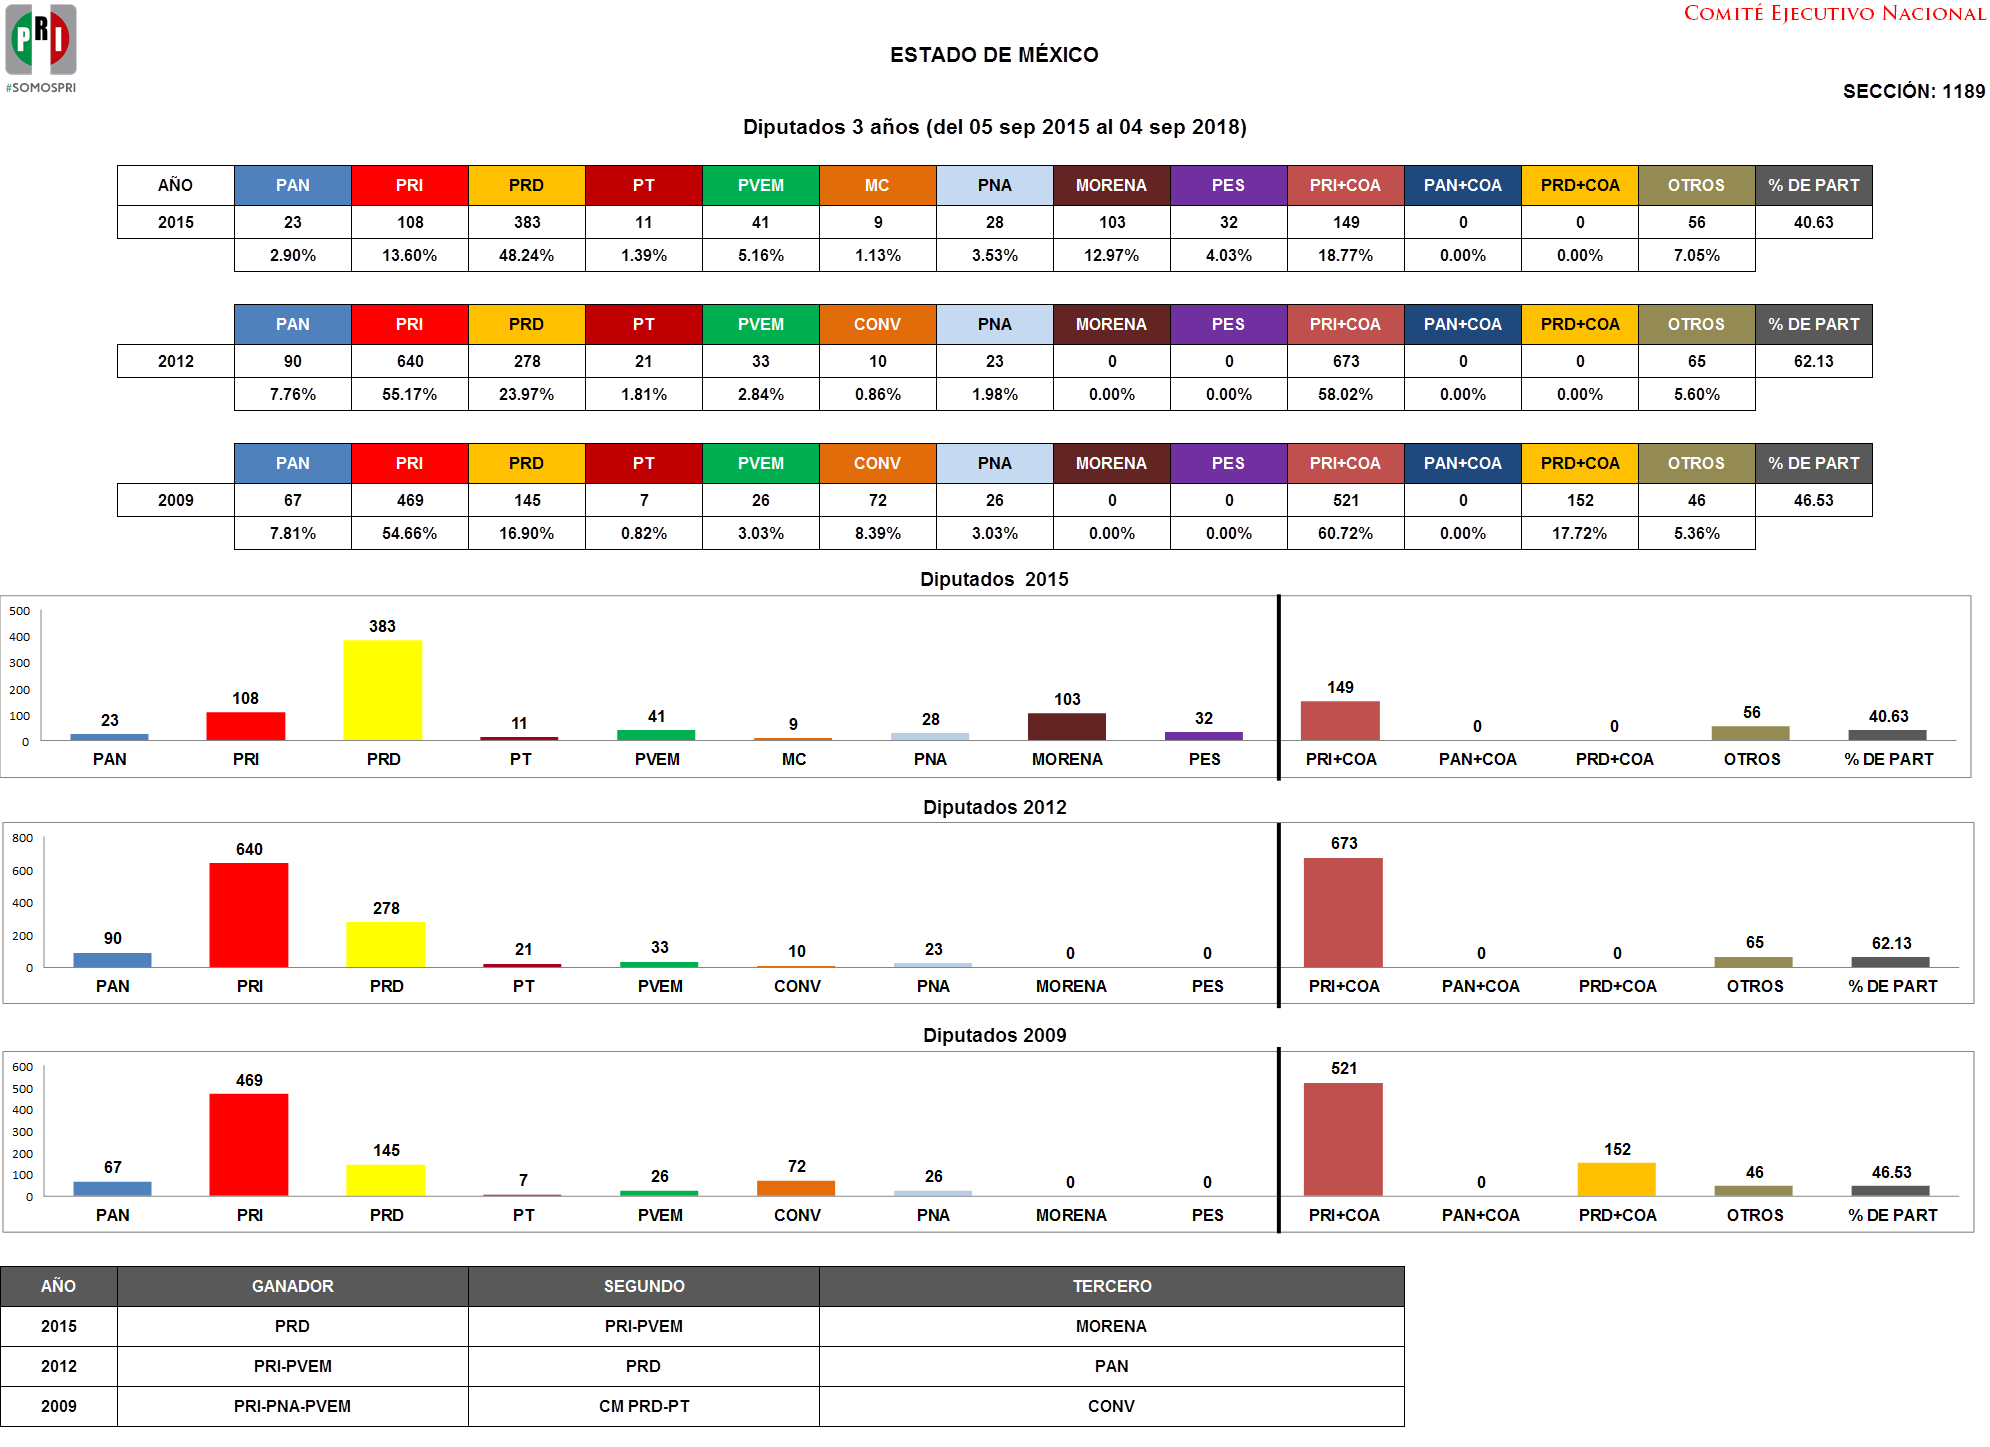 PRI
#SOMOSPRI
COMITÉ EJECUTIVO NACIONAL
ESTADO DE MÉXICO
SECCIÓN: 1189
Diputados 3 años (del 05 sep 2015 al 04 sep 2018)
AÑO PAN PRI PRD PT PVEM MC PNA MORENA PES PRI+COA PAN+COA PRD+COA OTROS % DE PART
2015 23 108 383 11 41 9 28 103 32 149 0 0 56 40.63
2.90% 13.60% 48.24% 1.39% 5.16% 1.13% 3.53% 12.97% 4.03% 18.77% 0.00% 0.00% 7.05%
PAN PRI PRD PT PVEM CONV PNA MORENA PES PRI+COA PAN+COA PRD+COA OTROS % DE PART
2012 90 640 278 21 33 10 23 0 0 673 0 0 65 62.13
7.76% 55.17% 23.97% 1.81% 2.84% 0.86% 1.98% 0.00% 0.00% 58.02% 0.00% 0.00% 5.60%
PAN PRI PRD PT PVEM CONV PNA MORENA PES PRI+COA PAN+COA PRD+COA OTROS % DE PART
2009 67 469 145 7 26 72 26 0 0 521 0 152 46 46.53
7.81% 54.66% 16.90% 0.82% 3.03% 8.39% 3.03% 0.00% 0.00% 60.72% 0.00% 17.72% 5.36%
Diputados 2015
500
400
300
200
100
0
23 108 383 11 41 9 28 103 32 149 0 0 56 40.63
PAN PRI PRD PT PVEM MC PNA MORENA PES PRI+COA PAN+COA PRD+COA OTROS % DE PART
Diputados 2012
800
600
400
200
0
90 640 278 21 33 10 23 0 0 673 0 0 65 62.13
PAN PRI PRD PT PVEM CONV PNA MORENA PES PRI+COA PAN+COA PRD+COA OTROS % DE PART
Diputados 2009
600
500
400
300
200
100
0
67 469 145 7 26 72 26 0 0 521 0 152 46 46.53
PAN PRI PRD PT PVEM CONV PNA MORENA PES PRI+COA PAN+COA PRD+COA OTROS % DE PART
AÑO GANADOR SEGUNDO TERCERO
2015 PRD PRI-PVEM MORENA
2012 PRI-PVEM PRD PAN
2009 PRI-PNA-PVEM CM PRD-PT CONV